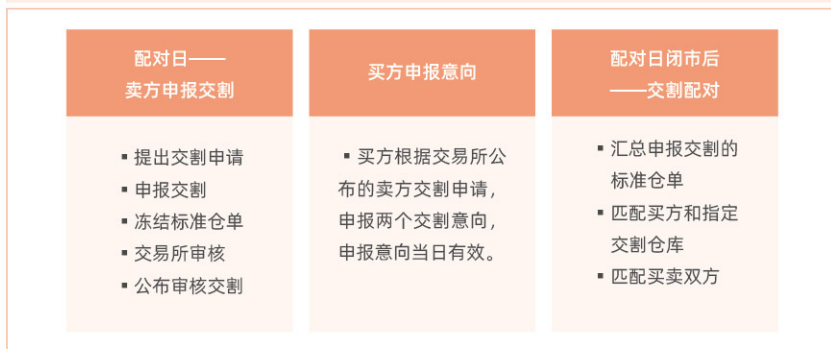 配对日——
卖方申报交割
▪ 提出交割申请
▪ 申报交割
▪ 冻结标准仓单
▪ 交易所审核
▪ 公布审核交割
买方申报意向
▪ 买方根据交易所公
布的卖方交割申请，
申报两个交割意向，
申报意向当日有效。
配对日闭市后
——交割配对
▪ 汇总申报交割的
标准仓单
▪ 匹配买方和指定
交割仓库
▪ 匹配买卖双方